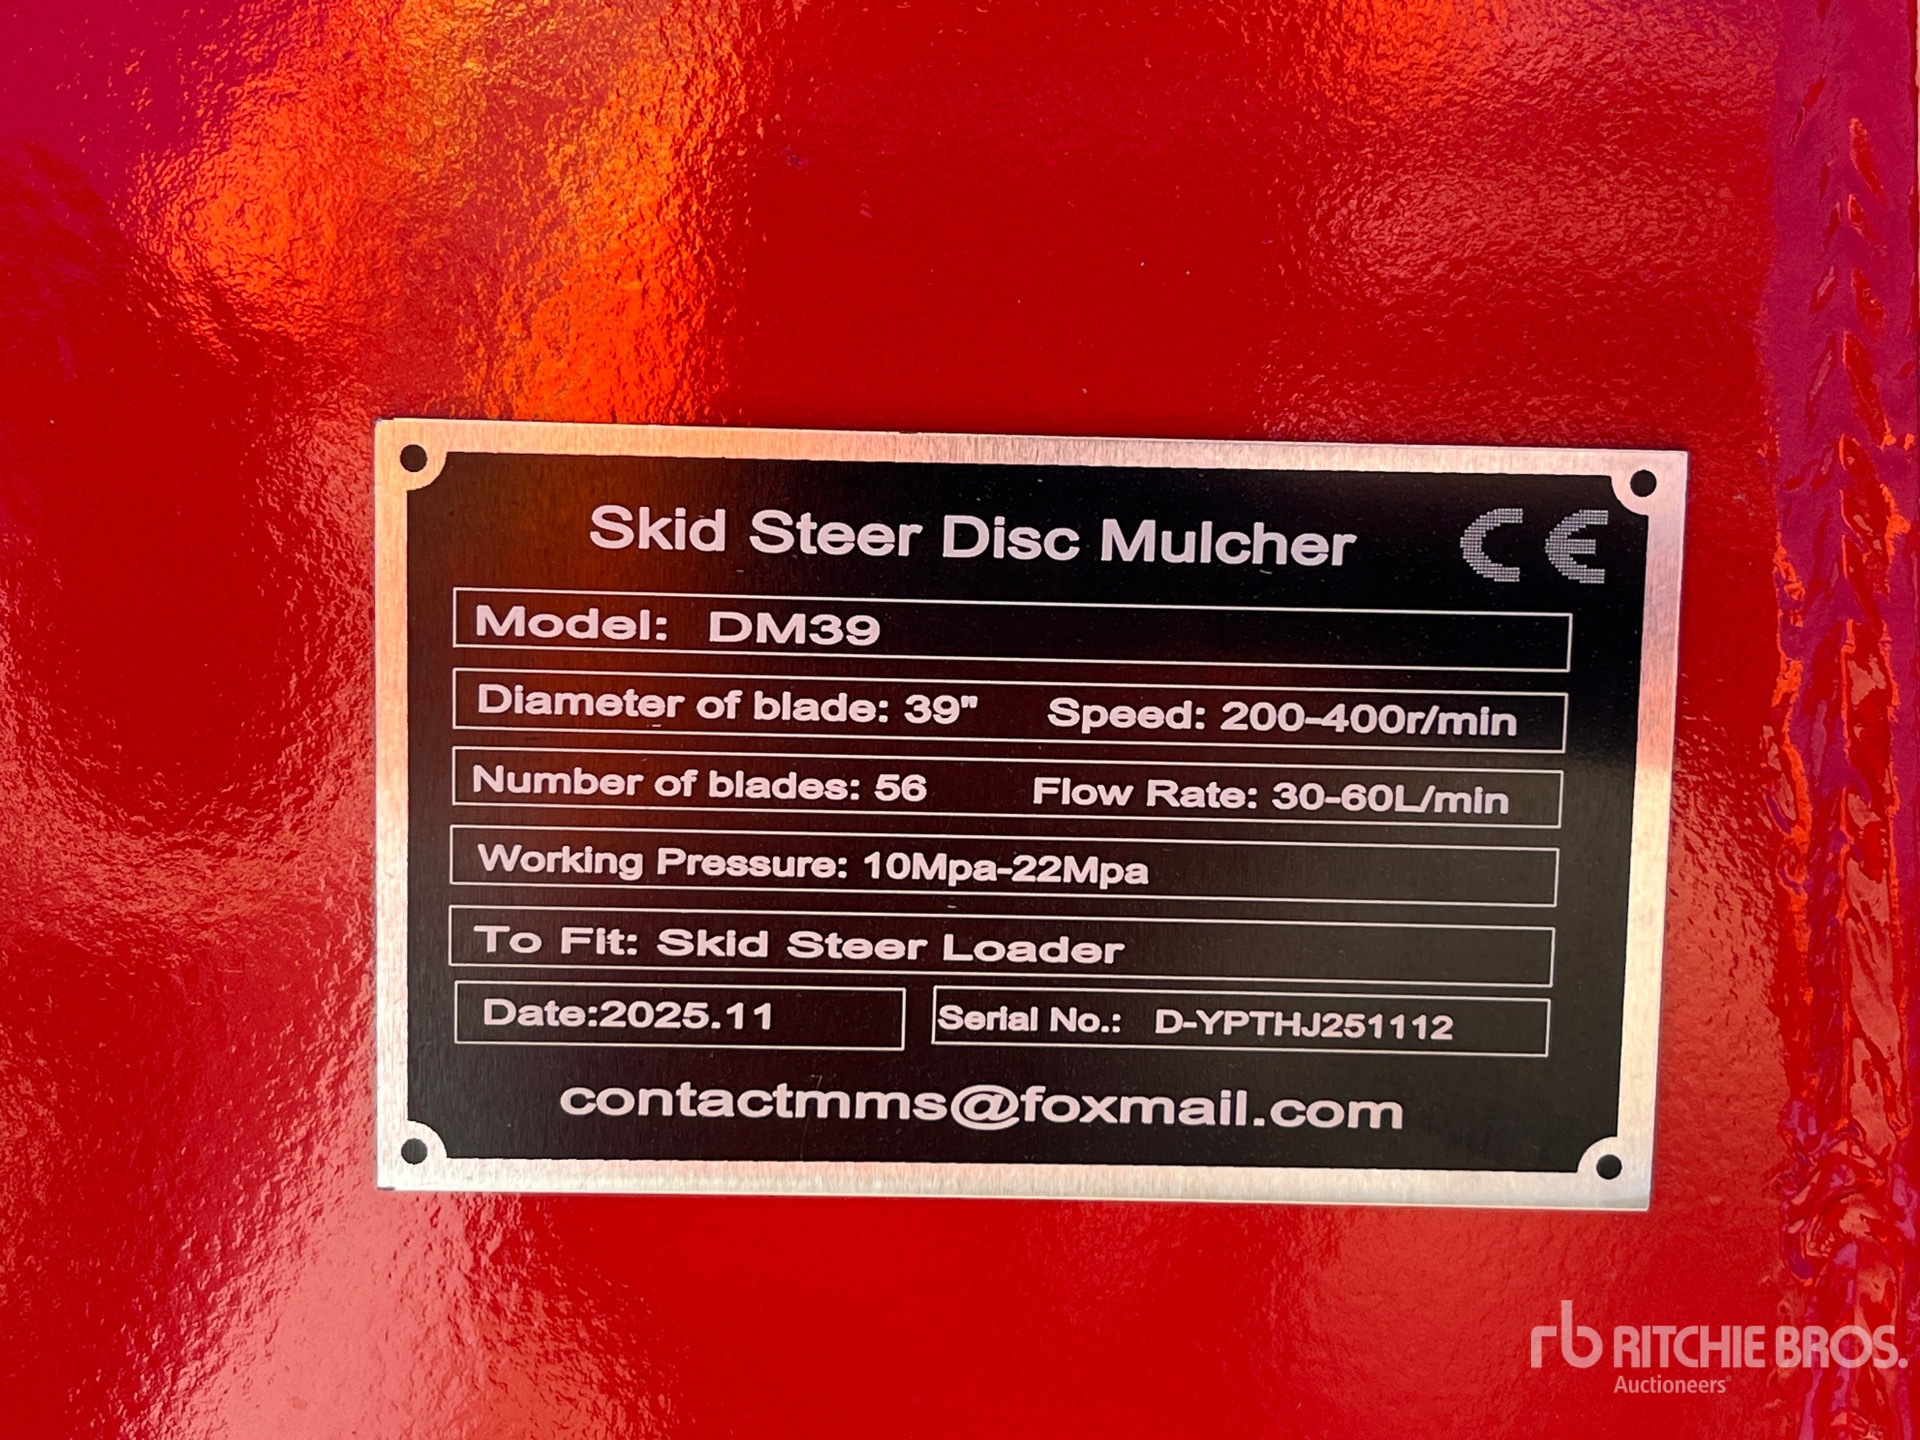 Skid Steer Disc Mulcher CE
Model: DM39
Diameter of blade: 39" Speed: 200-400r/min
Number of blades: 56 Flow Rate: 30-60L/min
Working Pressure: 10Mpa-22Mpa
To Fit: Skid Steer Loader
Date:2025.11 Serial No.: D-YPTHJ251112
contactmms@foxmail.com
rb RITCHIE BROS.
Auctioneers